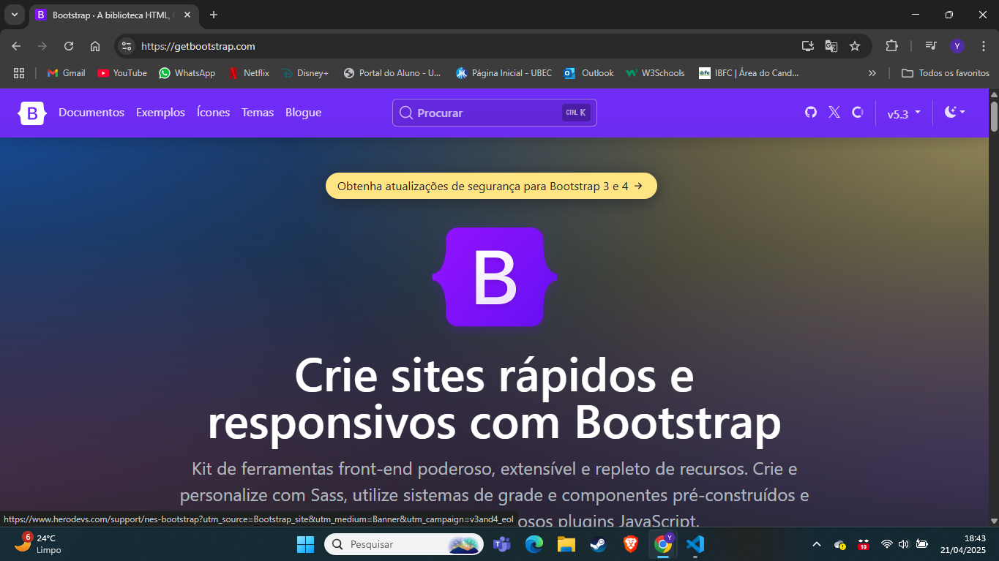 B
Bootstrap · A biblioteca HTML,
https://getbootstrap.com
Y
Gmail
YouTube
WhatsApp
Netflix
Disney+
Portal do Aluno - U...
Página Inicial - UBEC
Outlook
W3Schools
ibfc
IBFC | Área do Cand...
Todos os favoritos
B
Documentos
Exemplos
Ícones
Temas
Blogue
Procurar
CTRL K
v5.3
Obtenha atualizações de segurança para Bootstrap 3 e 4 →
B
Crie sites rápidos e
responsivos com Bootstrap
Kit de ferramentas front-end poderoso, extensível e repleto de recursos. Crie e
personalize com Sass, utilize sistemas de grade e componentes pré-construídos e
osos plugins JavaScript.
https://www.herodevs.com/support/nes-bootstrap?utm_source=Bootstrap_site&utm_medium=Banner&utm_campaign=v3and4_eol
6
24°C
Limpo
Pesquisar
Y
10
18:43
21/04/2025